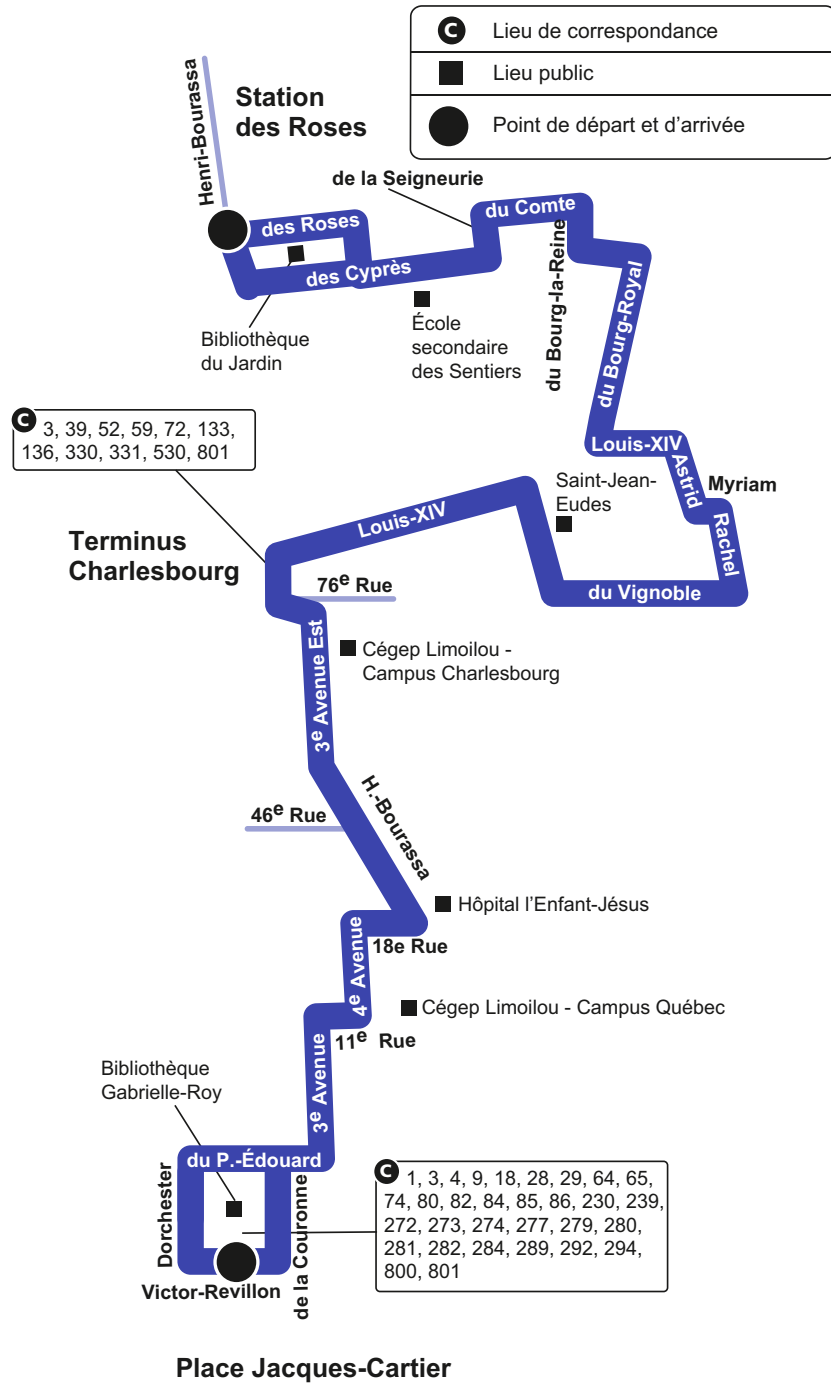 C Lieu de correspondance
Lieu public
Point de départ et d'arrivée
Henri-Bourassa
Station
des Roses
de la Seigneurie
du Comte
des Roses
des Cyprès
du Bourg-la-Reine
du Bourg-Royal
Bibliothèque
du Jardin
École
secondaire
des Sentiers
C 3, 39, 52, 59, 72, 133,
136, 330, 331, 530, 801
Louis-XIV
Astrid
Myriam
Rachel
Saint-Jean-
Eudes
Louis-XIV
du Vignoble
Terminus
Charlesbourg
76e Rue
3e Avenue Est
Cégep Limoilou -
Campus Charlesbourg
H.-Bourassa
46e Rue
Hôpital l'Enfant-Jésus
18e Rue
4e Avenue
Cégep Limoilou - Campus Québec
11e Rue
3e Avenue
Bibliothèque
Gabrielle-Roy
du P.-Édouard
Dorchester
de la Couronne
C 1, 3, 4, 9, 18, 28, 29, 64, 65,
74, 80, 82, 84, 85, 86, 230, 239,
272, 273, 274, 277, 279, 280,
281, 282, 284, 289, 292, 294,
800, 801
Victor-Revillon
Place Jacques-Cartier